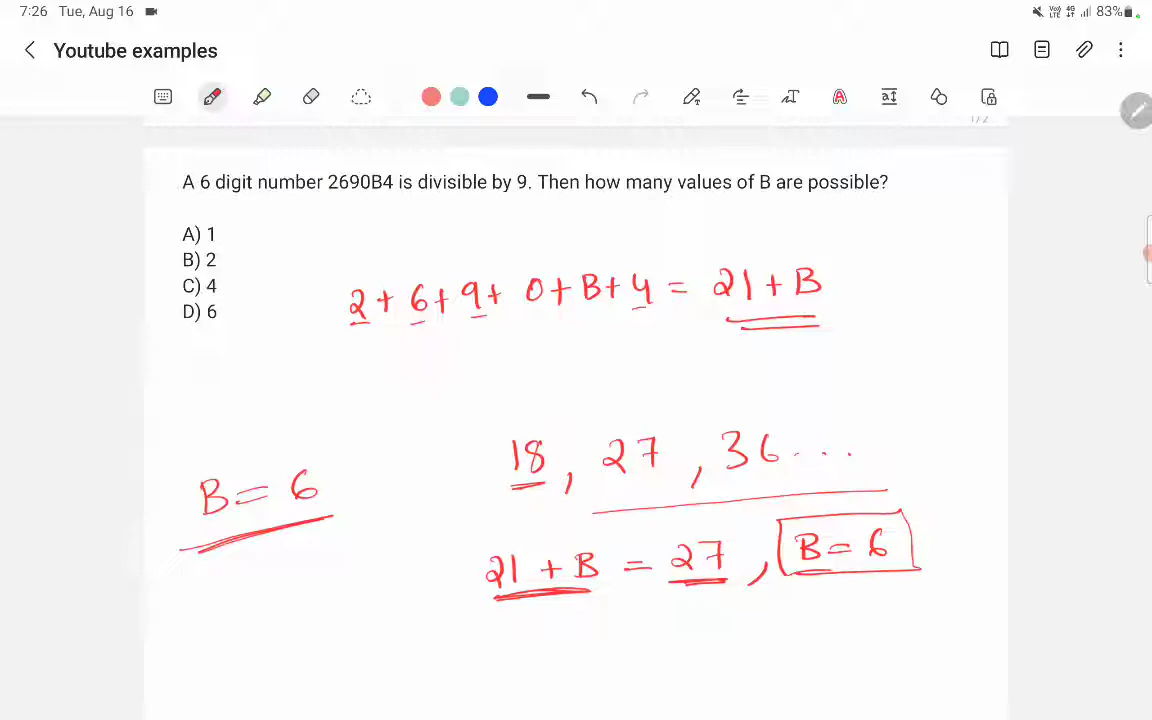 7:26 Tue, Aug 16 83%
Youtube examples
1/2
A 6 digit number 2690B4 is divisible by 9. Then how many values of B are possible?
A) 1
B) 2
C) 4
D) 6
2 + 6 + 9 + 0 + B + 4 = 21 + B
18, 27, 36...
B = 6
21 + B = 27, B = 6